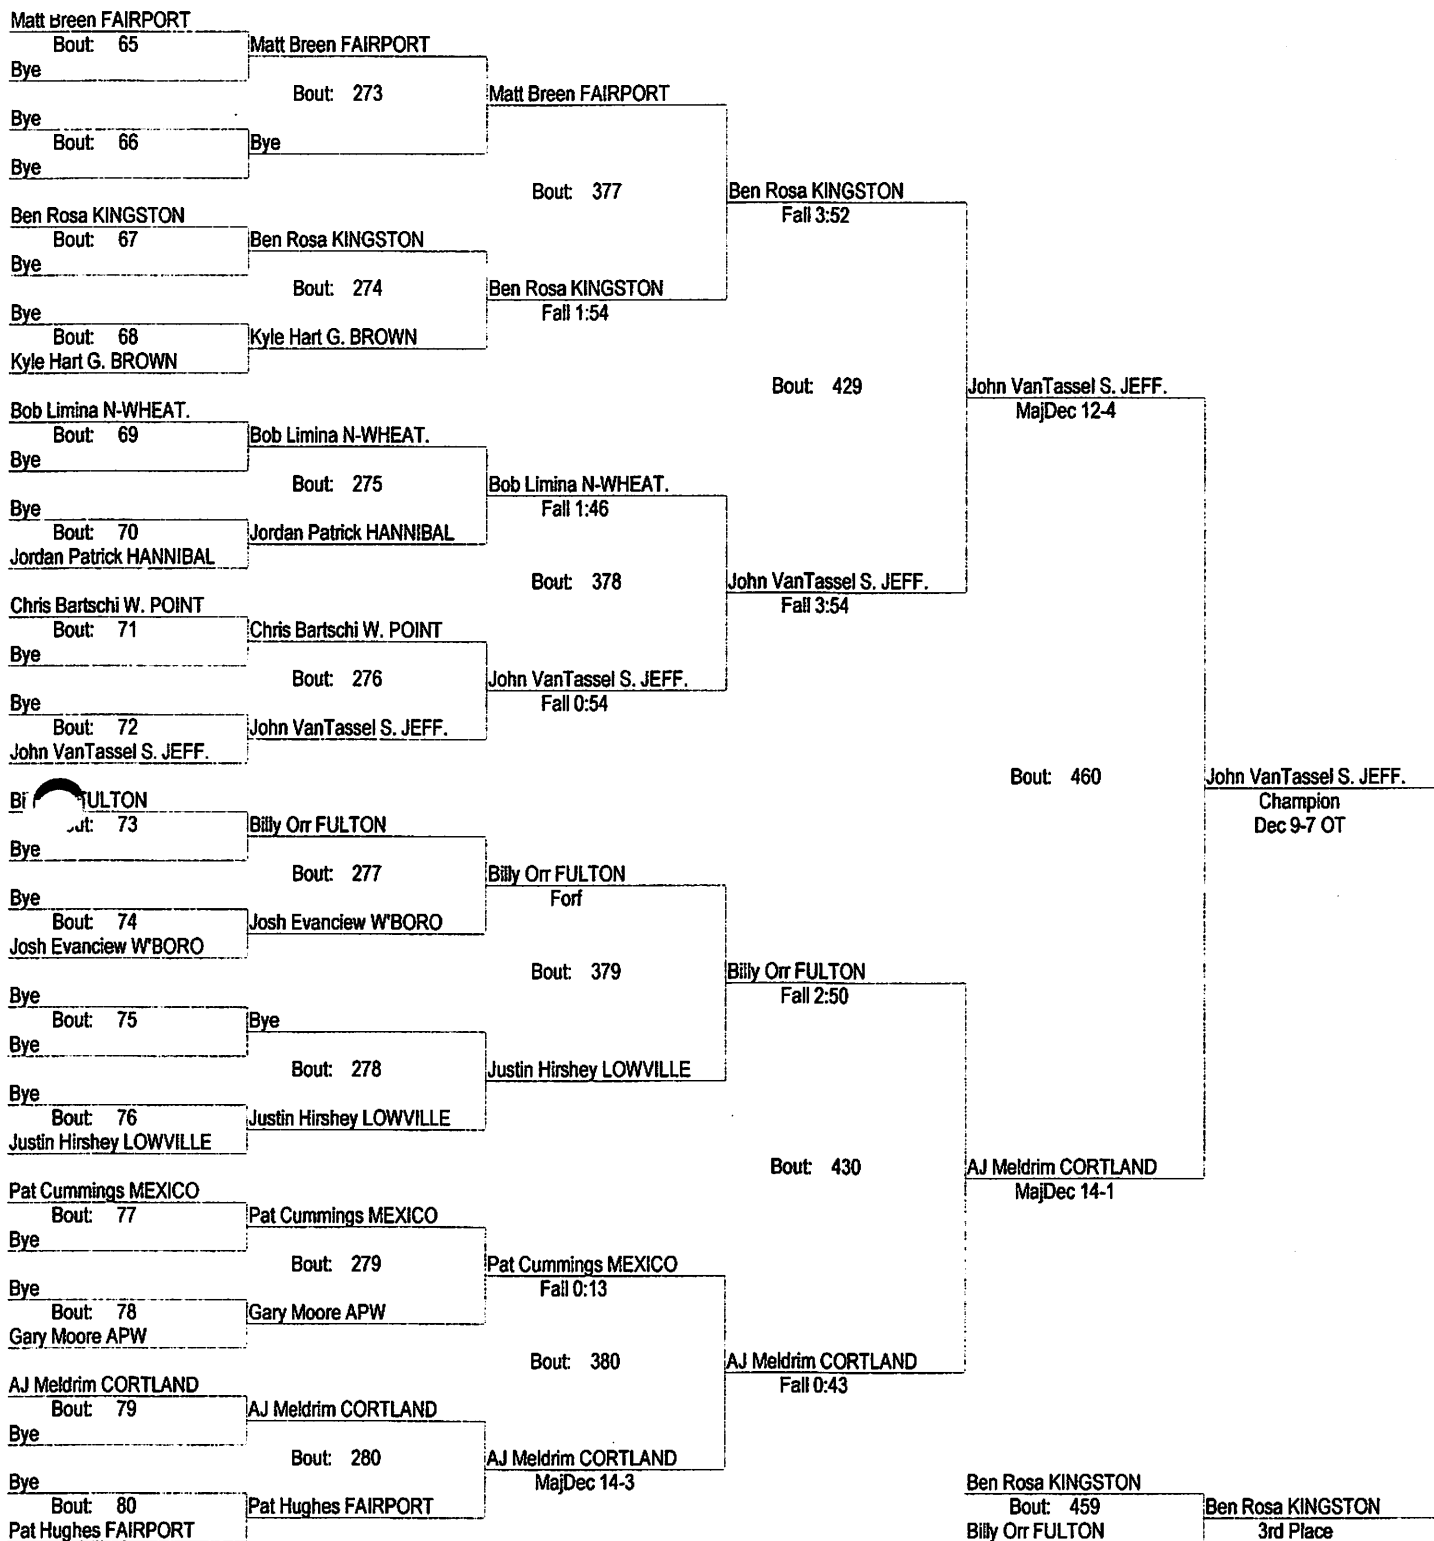 Matt Breen FAIRPORT
Bout: 65
Bye
Bye
Bout: 66
Bye
Ben Rosa KINGSTON
Bout: 67
Bye
Bye
Bout: 68
Kyle Hart G. BROWN
Bob Limina N-WHEAT.
Bout: 69
Bye
Bye
Bout: 70
Jordan Patrick HANNIBAL
Chris Bartschi W. POINT
Bout: 71
Bye
Bye
Bout: 72
John VanTassel S. JEFF.
73
Bye
Bye
Bout: 74
Josh Evanciew W'BORO
Bye
Bout: 75
Bye
Bye
Bout: 76
Justin Hirshey LOWVILLE
Pat Cummings MEXICO
Bout: 77
Bye
Bye
Bout: 78
Gary Moore APW
AJ Meldrim CORTLAND
Bout: 79
Bye
Bye
Bout: 80
Pat Hughes FAIRPORT
Matt Breen FAIRPORT
Bout: 273
Bye
Ben Rosa KINGSTON
Bout: 274
Kyle Hart G. BROWN
Bob Limina N-WHEAT.
Bout: 275
Jordan Patrick HANNIBAL
Chris Bartschi W. POINT
Bout: 276
John VanTassel S. JEFF.
Billy Orr FULTON
Bout: 277
Josh Evanciew W'BORO
Bye
Bout: 278
Justin Hirshey LOWVILLE
Pat Cummings MEXICO
Bout: 279
Gary Moore APW
AJ Meldrim CORTLAND
Bout: 280
Pat Hughes FAIRPORT
Matt Breen FAIRPORT
Bout: 377
Ben Rosa KINGSTON
Fall 1:54
Bob Limina N-WHEAT.
Fall 1:46
Bout: 378
John VanTassel S. JEFF.
Fall 0:54
Billy Orr FULTON
Forf
Bout: 379
Justin Hirshey LOWVILLE
Pat Cummings MEXICO
Fall 0:13
Bout: 380
AJ Meldrim CORTLAND
MajDec 14-3
Ben Rosa KINGSTON
Fall 3:52
Bout: 429
John VanTassel S. JEFF.
Fall 3:54
Billy Orr FULTON
Fall 2:50
Bout: 430
AJ Meldrim CORTLAND
Fall 0:43
John VanTassel S. JEFF.
MajDec 12-4
Bout: 460
AJ Meldrim CORTLAND
MajDec 14-1
John VanTassel S. JEFF.
Champion
Dec 9-7 OT
Ben Rosa KINGSTON
Bout: 459
Billy Orr FULTON
Ben Rosa KINGSTON
3rd Place